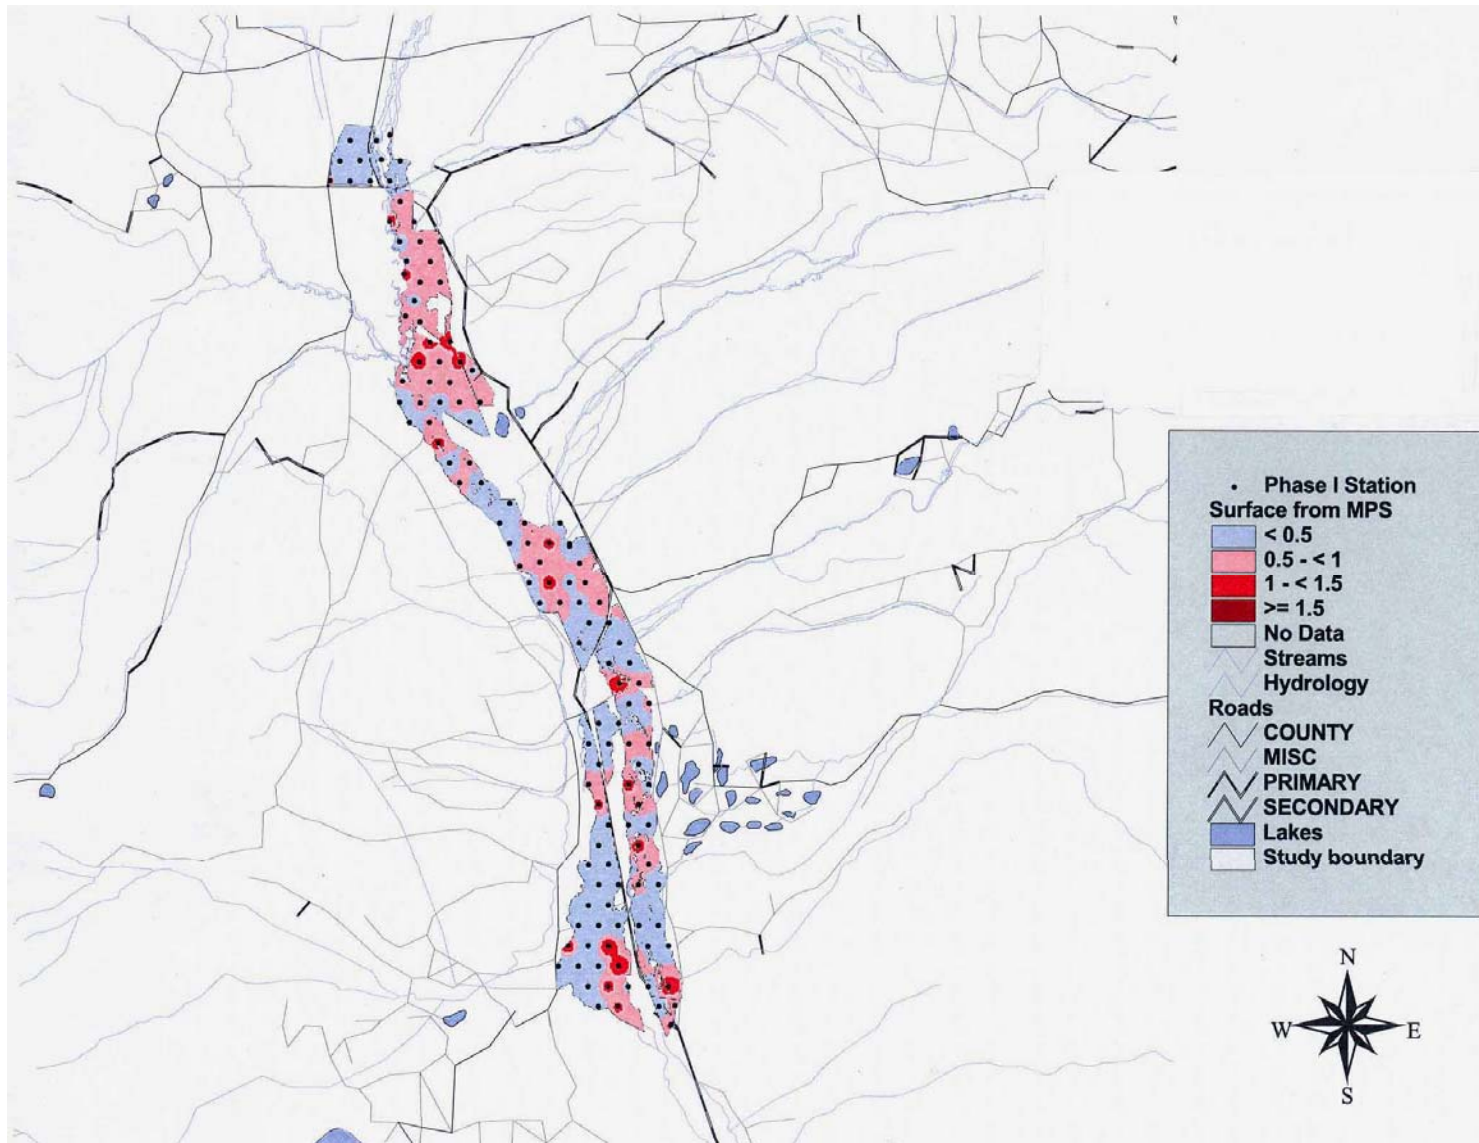 Phase I Station
Surface from MPS
< 0.5
0.5 - < 1
1 - < 1.5
>= 1.5
No Data
Streams
Hydrology
Roads
COUNTY
MISC
PRIMARY
SECONDARY
Lakes
Study boundary
N
W E
S